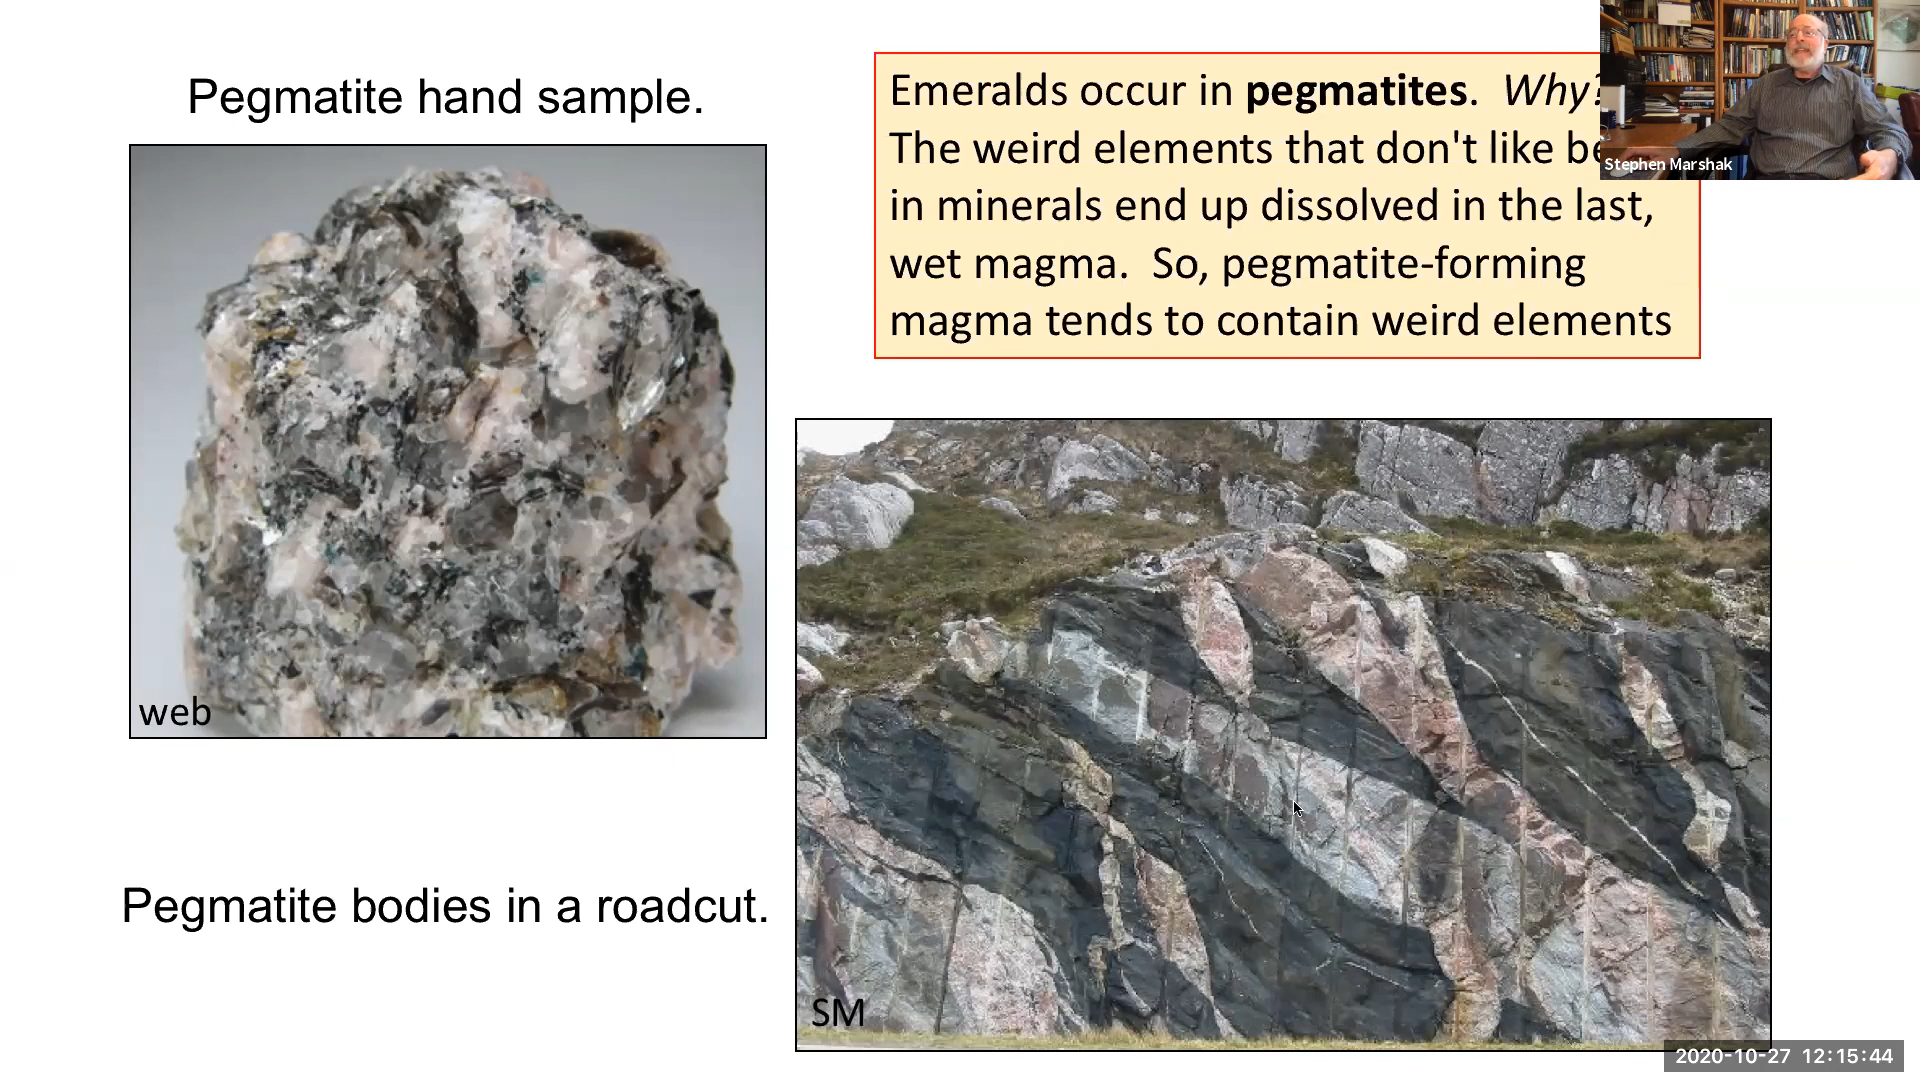 Pegmatite hand sample.
Emeralds occur in pegmatites. Why?
The weird elements that don't like
in minerals end up dissolved in the last,
wet magma. So, pegmatite-forming
magma tends to contain weird elements
Stephen Marshak
web
Pegmatite bodies in a roadcut.
SM
2020-10-27 12:15:44